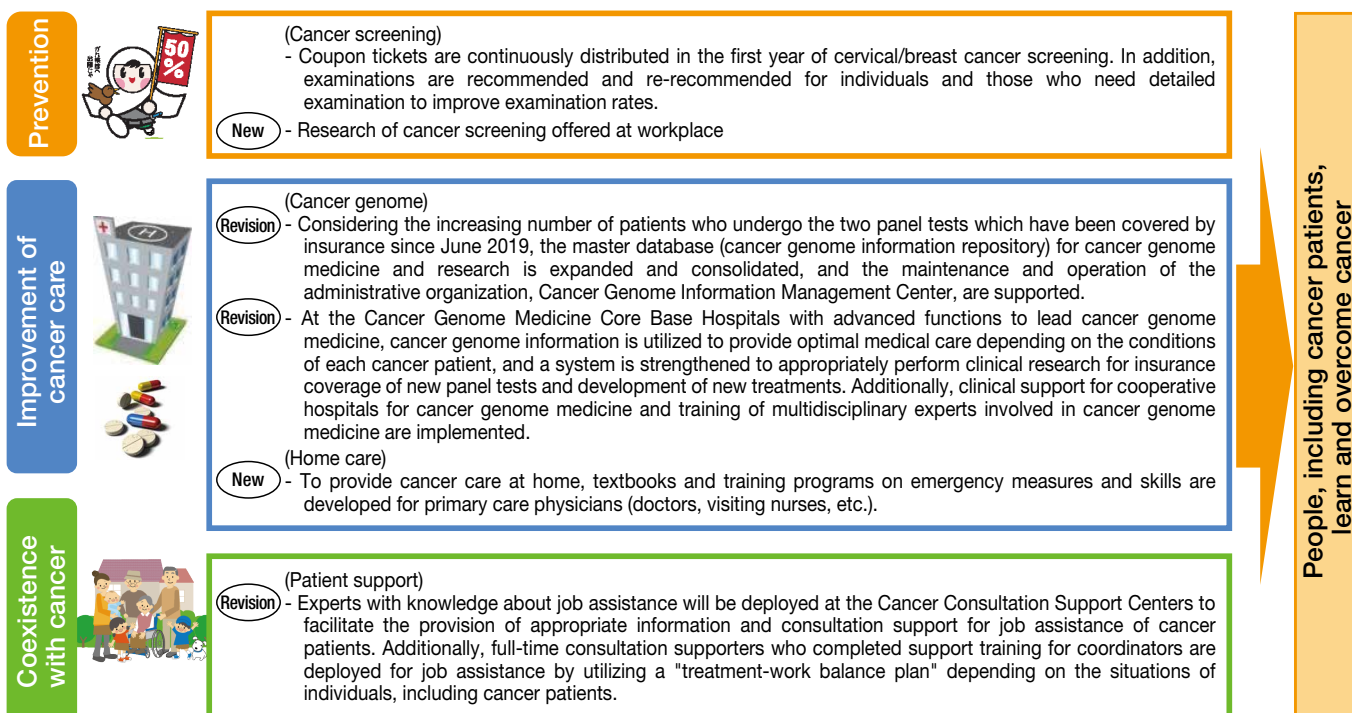 Prevention
50
%
(Cancer screening)
- Coupon tickets are continuously distributed in the first year of cervical/breast cancer screening. In addition,
examinations are recommended and re-recommended for individuals and those who need detailed
examination to improve examination rates.
New - Research of cancer screening offered at workplace
Improvement of
cancer care
H
(Cancer genome)
Revision - Considering the increasing number of patients who undergo the two panel tests which have been covered by
insurance since June 2019, the master database (cancer genome information repository) for cancer genome
medicine and research is expanded and consolidated, and the maintenance and operation of the
administrative organization, Cancer Genome Information Management Center, are supported.
Revision - At the Cancer Genome Medicine Core Base Hospitals with advanced functions to lead cancer genome
medicine, cancer genome information is utilized to provide optimal medical care depending on the conditions
of each cancer patient, and a system is strengthened to appropriately perform clinical research for insurance
coverage of new panel tests and development of new treatments. Additionally, clinical support for cooperative
hospitals for cancer genome medicine and training of multidisciplinary experts involved in cancer genome
medicine are implemented.
(Home care)
New - To provide cancer care at home, textbooks and training programs on emergency measures and skills are
developed for primary care physicians (doctors, visiting nurses, etc.).
Coexistence
with cancer
(Patient support)
Revision - Experts with knowledge about job assistance will be deployed at the Cancer Consultation Support Centers to
facilitate the provision of appropriate information and consultation support for job assistance of cancer
patients. Additionally, full-time consultation supporters who completed support training for coordinators are
deployed for job assistance by utilizing a "treatment-work balance plan" depending on the situations of
individuals, including cancer patients.
People, including cancer patients,
learn and overcome cancer